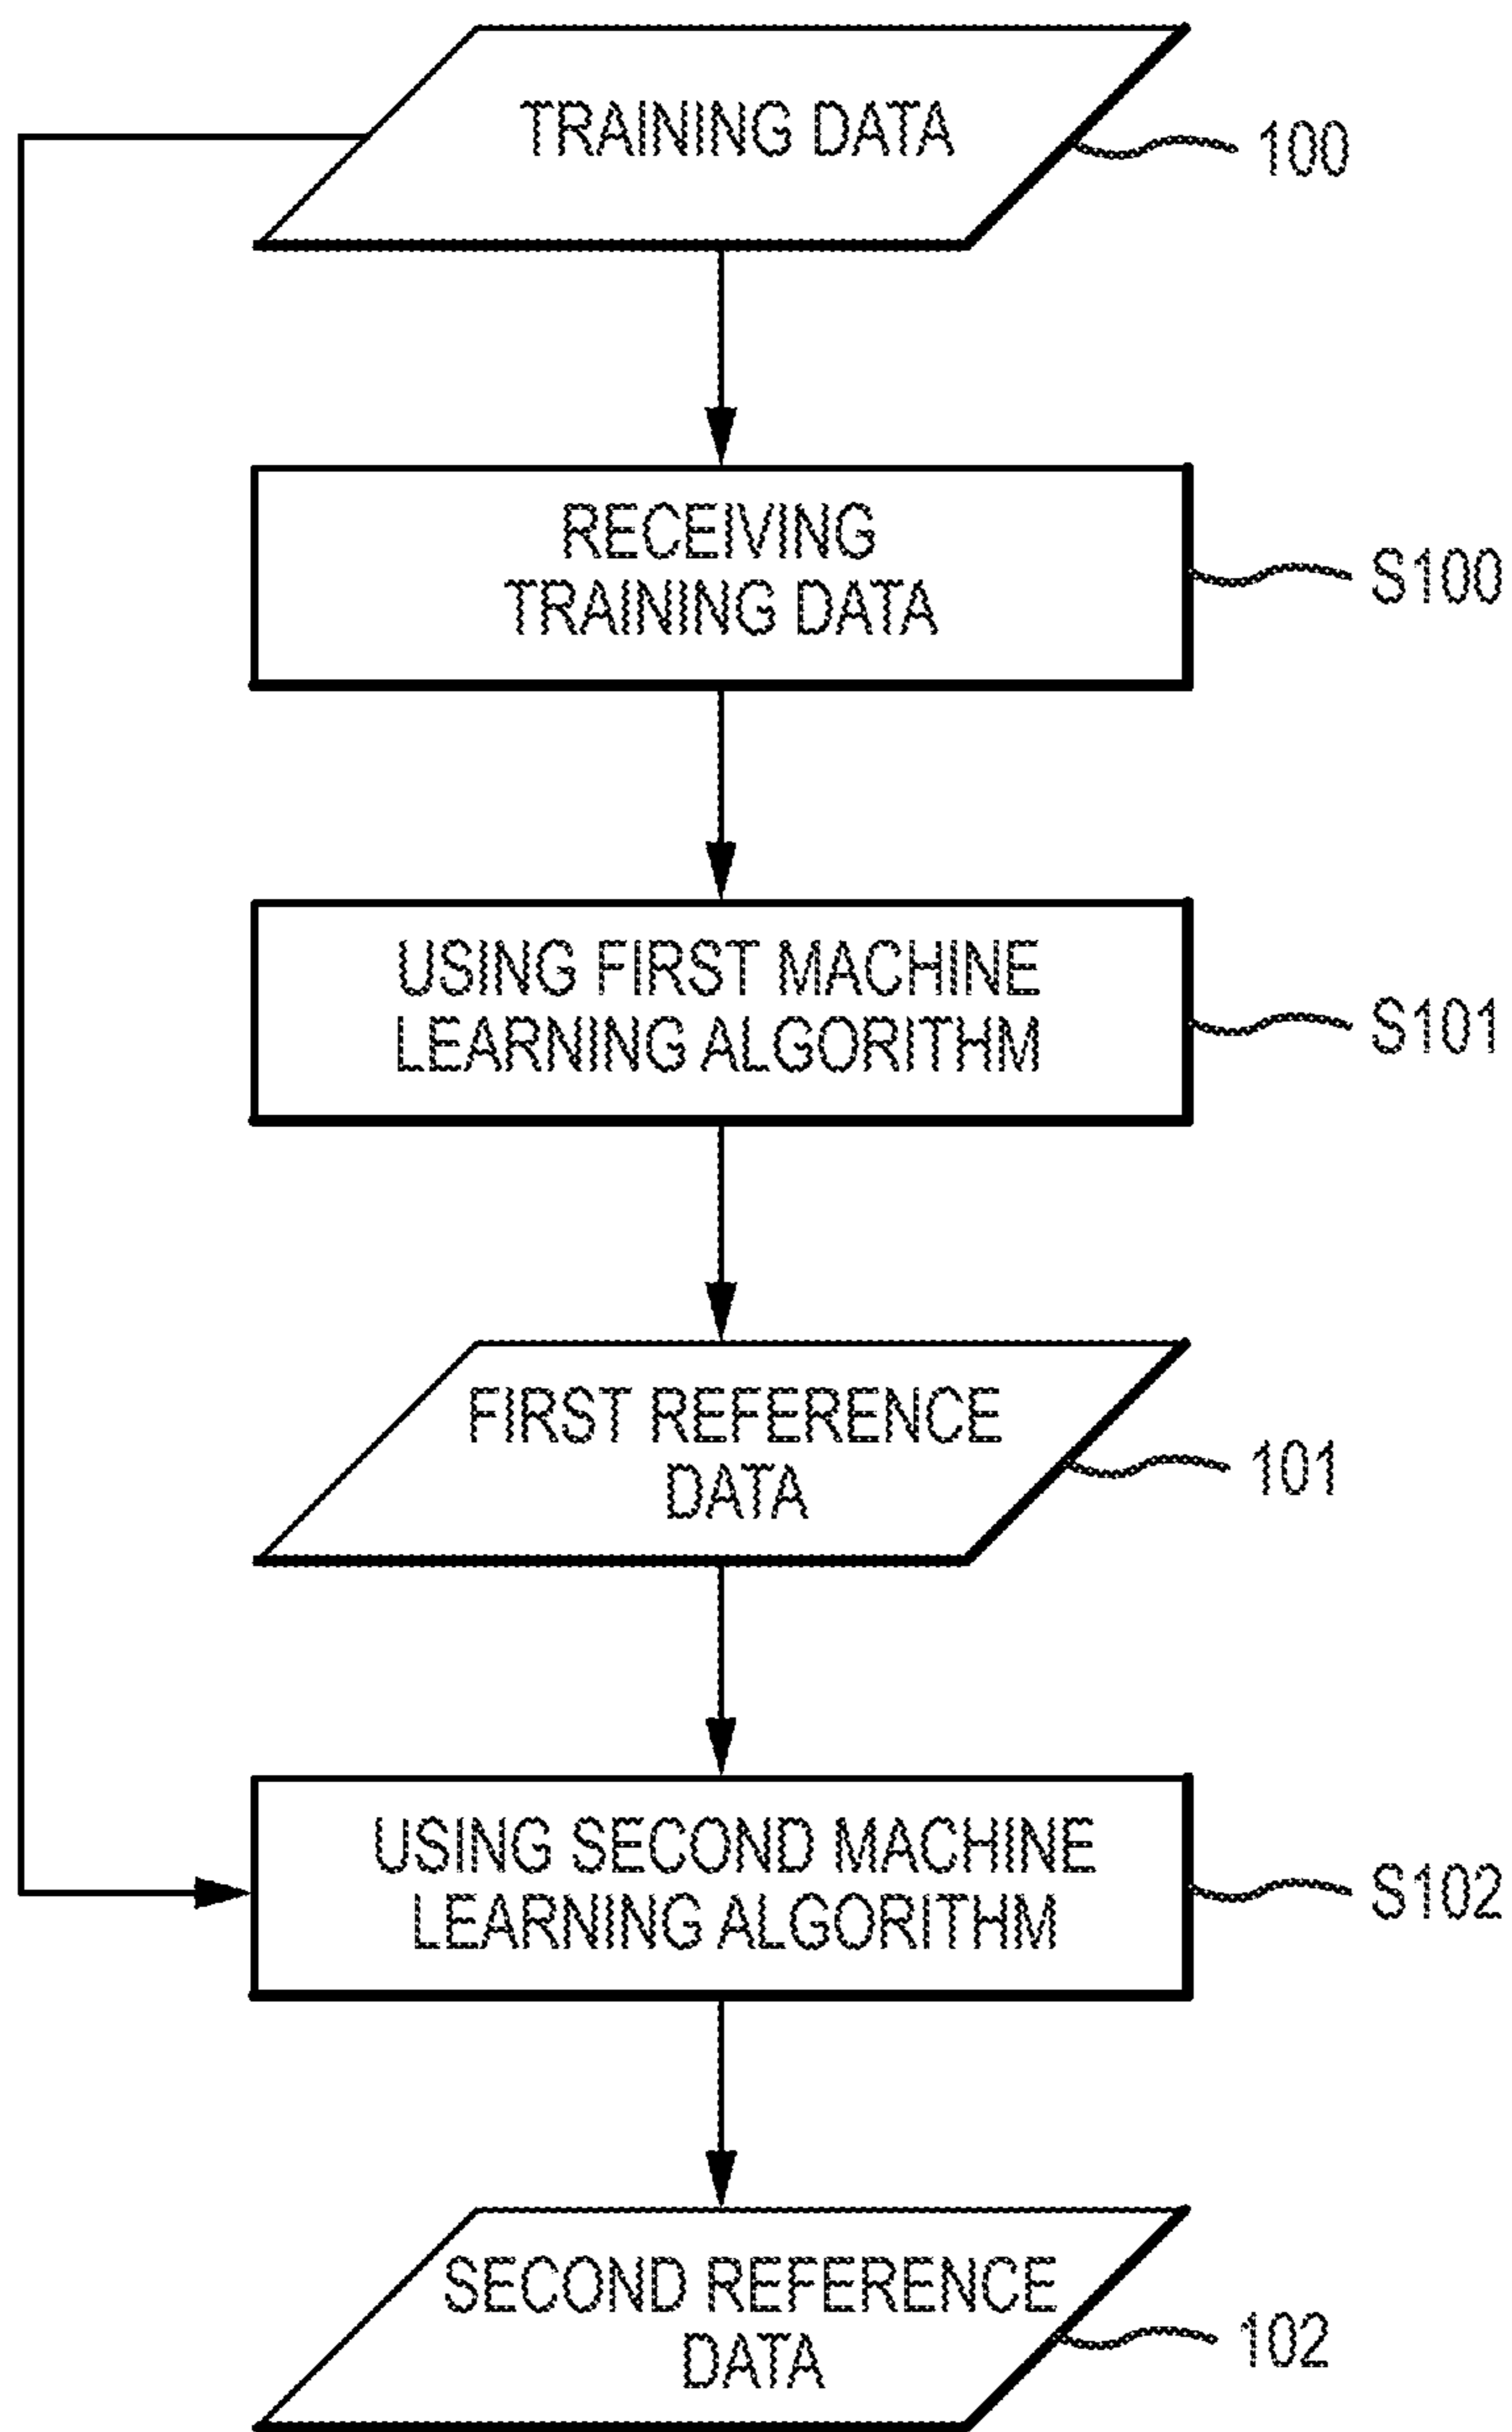 TRAINING DATA
100
RECEIVING
TRAINING DATA
S100
USING FIRST MACHINE
LEARNING ALGORITHM
S101
FIRST REFERENCE
DATA
101
USING SECOND MACHINE
LEARNING ALGORITHM
S102
SECOND REFERENCE
DATA
102